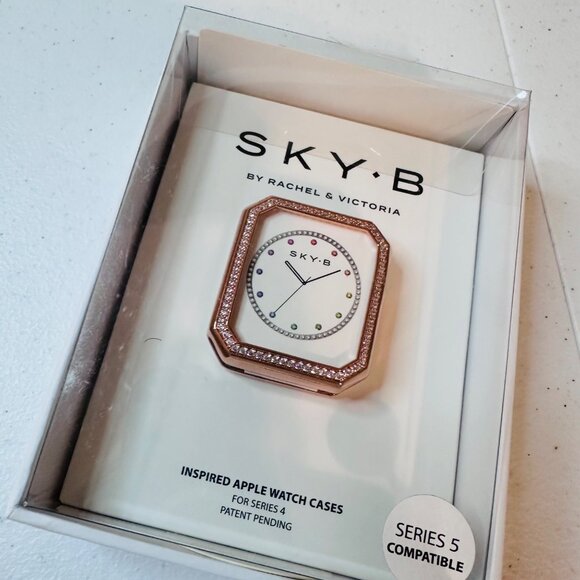 SKY·B
BY RACHEL & VICTORIA
SKY·B
INSPIRED APPLE WATCH CASES
FOR SERIES 4
PATENT PENDING
SERIES 5
COMPATIBLE